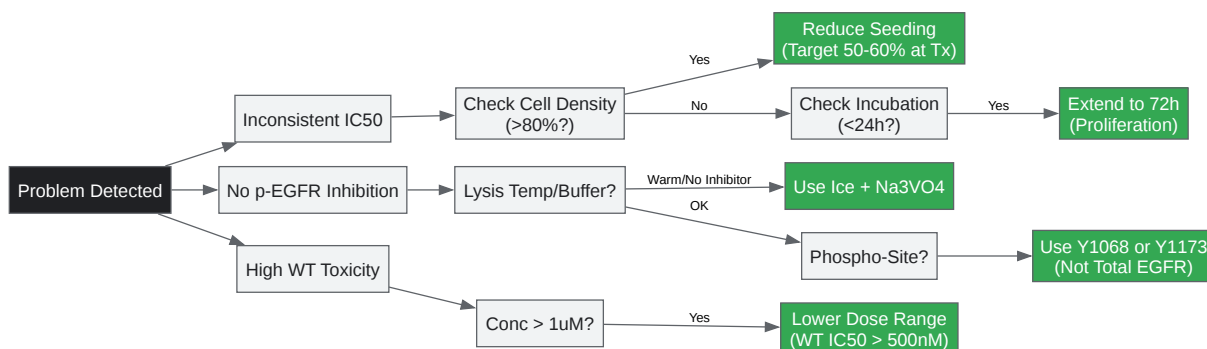 Reduce Seeding
(Target 50-60% at Tx)
Yes
Inconsistent IC50
Check Cell Density
(>80%?)
No
Check Incubation
(<24h?)
Yes
Extend to 72h
(Proliferation)
Problem Detected
No p-EGFR Inhibition
Lysis Temp/Buffer?
Warm/No Inhibitor
Use Ice + Na3VO4
OK
High WT Toxicity
Phospho-Site?
Use Y1068 or Y1173
(Not Total EGFR)
Conc > 1uM?
Yes
Lower Dose Range
(WT IC50 > 500nM)